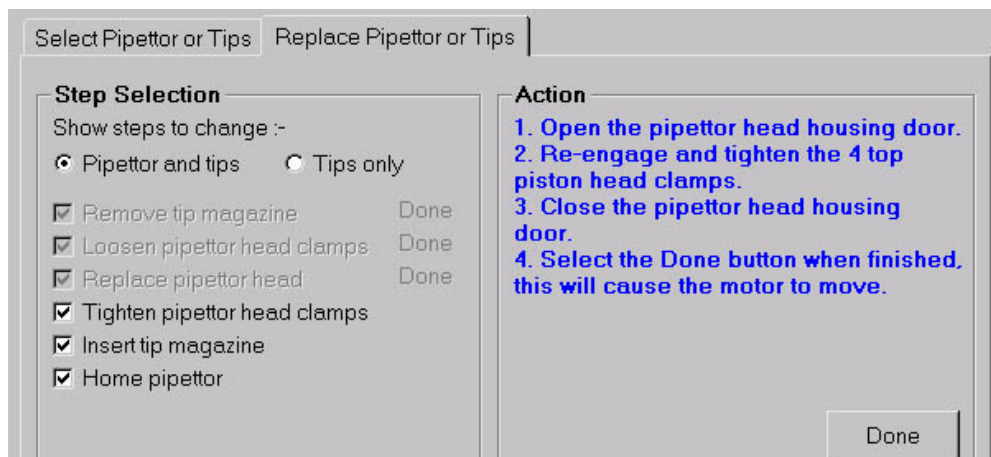 Select Pipettor or Tips
Replace Pipettor or Tips
Step Selection
Show steps to change :-
Pipettor and tips
Tips only
Remove tip magazine Done
Loosen pipettor head clamps Done
Replace pipettor head Done
Tighten pipettor head clamps
Insert tip magazine
Home pipettor
Action
1. Open the pipettor head housing door.
2. Re-engage and tighten the 4 top
piston head clamps.
3. Close the pipettor head housing
door.
4. Select the Done button when finished,
this will cause the motor to move.
Done